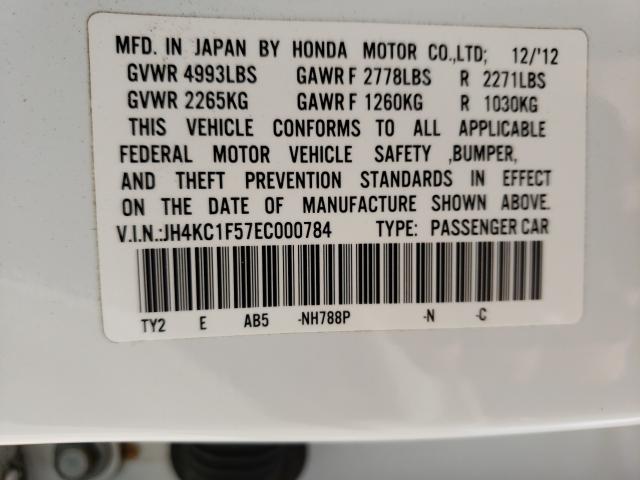 MFD. IN JAPAN BY HONDA MOTOR CO.,LTD; 12/'12
GVWR 4993LBS GAWR F 2778LBS R 2271LBS
GVWR 2265KG GAWR F 1260KG R 1030KG
THIS VEHICLE CONFORMS TO ALL APPLICABLE
FEDERAL MOTOR VEHICLE SAFETY ,BUMPER,
AND THEFT PREVENTION STANDARDS IN EFFECT
ON THE DATE OF MANUFACTURE SHOWN ABOVE.
V.I.N.:JH4KC1F57EC000784 TYPE: PASSENGER CAR
TY2 E AB5 -NH788P -N -C